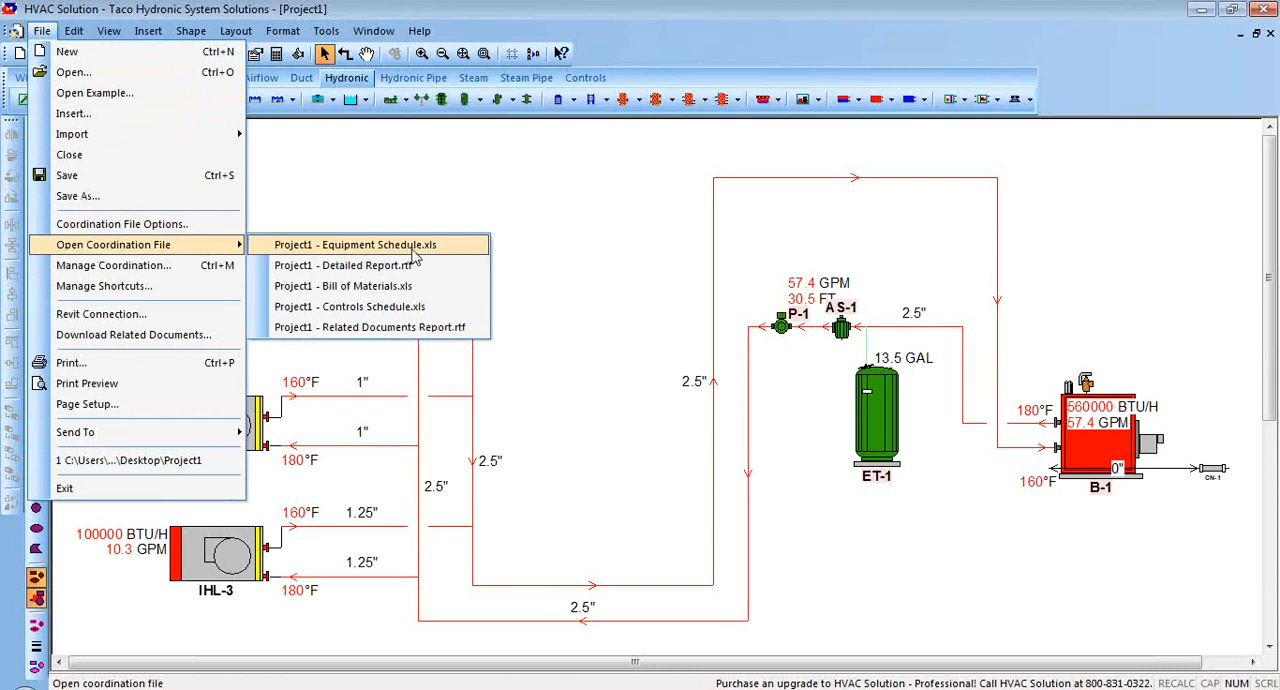 HVAC Solution - Taco Hydronic System Solutions - [Project1]
File Edit View Insert Shape Layout Format Tools Window Help
Airflow Duct Hydronic Hydronic Pipe Steam Steam Pipe Controls
New Ctrl+N
Open... Ctrl+O
Open Example...
Insert...
Import
Close
Save Ctrl+S
Save As...
Coordination File Options..
Open Coordination File
Manage Coordination... Ctrl+M
Manage Shortcuts...
Revit Connection...
Download Related Documents...
Print... Ctrl+P
Print Preview
Page Setup...
Send To
1 C:\Users\...\Desktop\Project1
Exit
Project1 - Equipment Schedule.xls
Project1 - Detailed Report.rtf
Project1 - Bill of Materials.xls
Project1 - Controls Schedule.xls
Project1 - Related Documents Report.rtf
160°F 1"
1"
180°F
2.5"
2.5"
160°F 1.25"
100000 BTU/H
10.3 GPM
1.25"
180°F
IHL-3
2.5"
2.5"
57.4 GPM
30.5 FT
P-1
AS-1
2.5"
13.5 GAL
ET-1
180°F
560000 BTU/H
57.4 GPM
0"
160°F
B-1
CN-1
Open coordination file
Purchase an upgrade to HVAC Solution - Professional! Call HVAC Solution at 800-831-0322.
RECALC CAP NUM SCRL